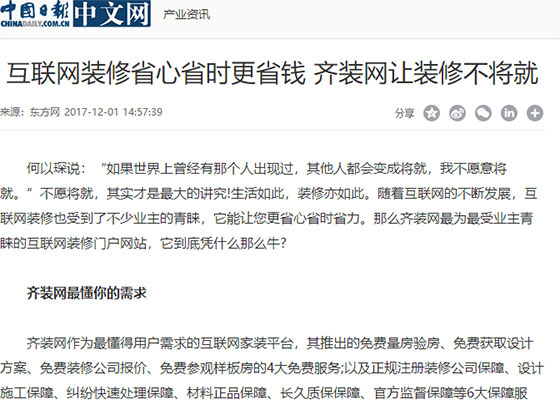 中国日报 中文网 产业资讯
CHINADAILY.COM.CN
互联网装修省心省时更省钱 齐装网让装修不将就
来源：东方网 2017-12-01 14:57:39 分享
何以琛说：“如果世界上曾经有那个人出现过，其他人都会变成将就，我不愿意将
就。”不愿将就，其实才是最大的讲究!生活如此，装修亦如此。随着互联网的不断发展，互
联网装修也受到了不少业主的青睐，它能让您更省心省时省力。那么齐装网最为最受业主青
睐的互联网装修门户网站，它到底凭什么那么牛?
齐装网最懂你的需求
齐装网作为最懂得用户需求的互联网家装平台，其推出的免费量房验房、免费获取设计
方案、免费装修公司报价、免费参观样板房的4大免费服务;以及正规注册装修公司保障、设计
施工保障、纠纷快速处理保障、材料正品保障、长久质保保障、官方监督保障等6大保障服